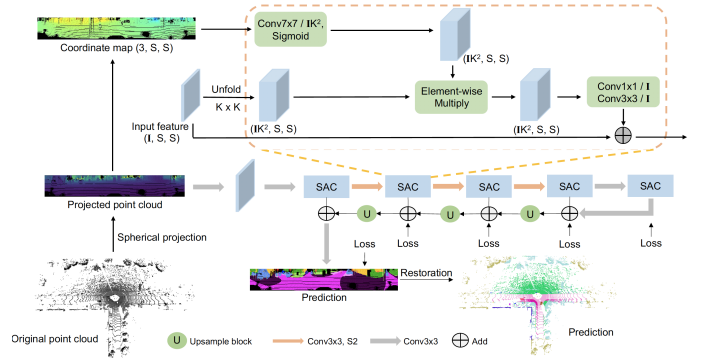 Coordinate map (3, S, S)
Conv7x7 / IK²,
Sigmoid
(IK², S, S)
Unfold
K x K
Element-wise
Multiply
Conv1x1 / I
Conv3x3 / I
Input feature
(I, S, S)
(IK², S, S)
(IK², S, S)
Projected point cloud
SAC
SAC
SAC
SAC
SAC
U
U
U
Spherical projection
Loss
Loss
Loss
Loss
Loss
Prediction
Restoration
Original point cloud
Prediction
U
Upsample block
Conv3x3, S2
Conv3x3
Add